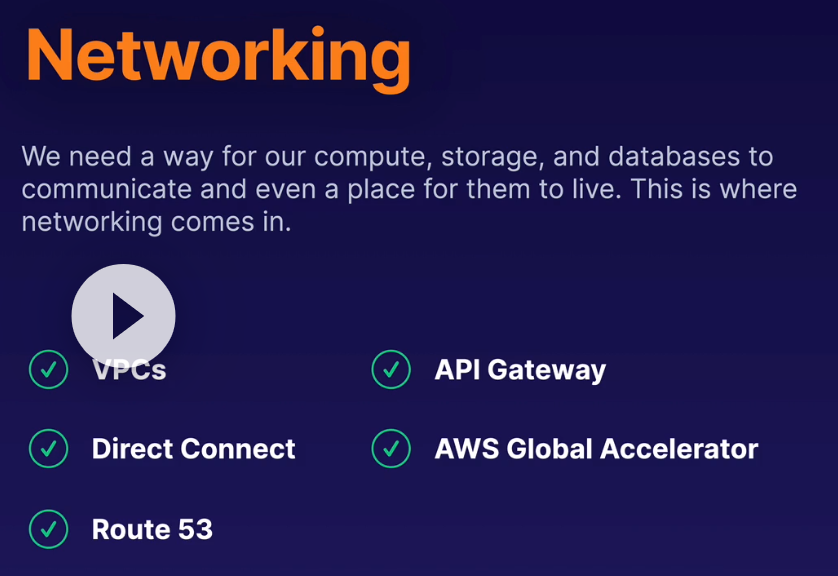 Networking
We need a way for our compute, storage, and databases to
communicate and even a place for them to live. This is where
networking comes in.
VPCs
API Gateway
Direct Connect
AWS Global Accelerator
Route 53